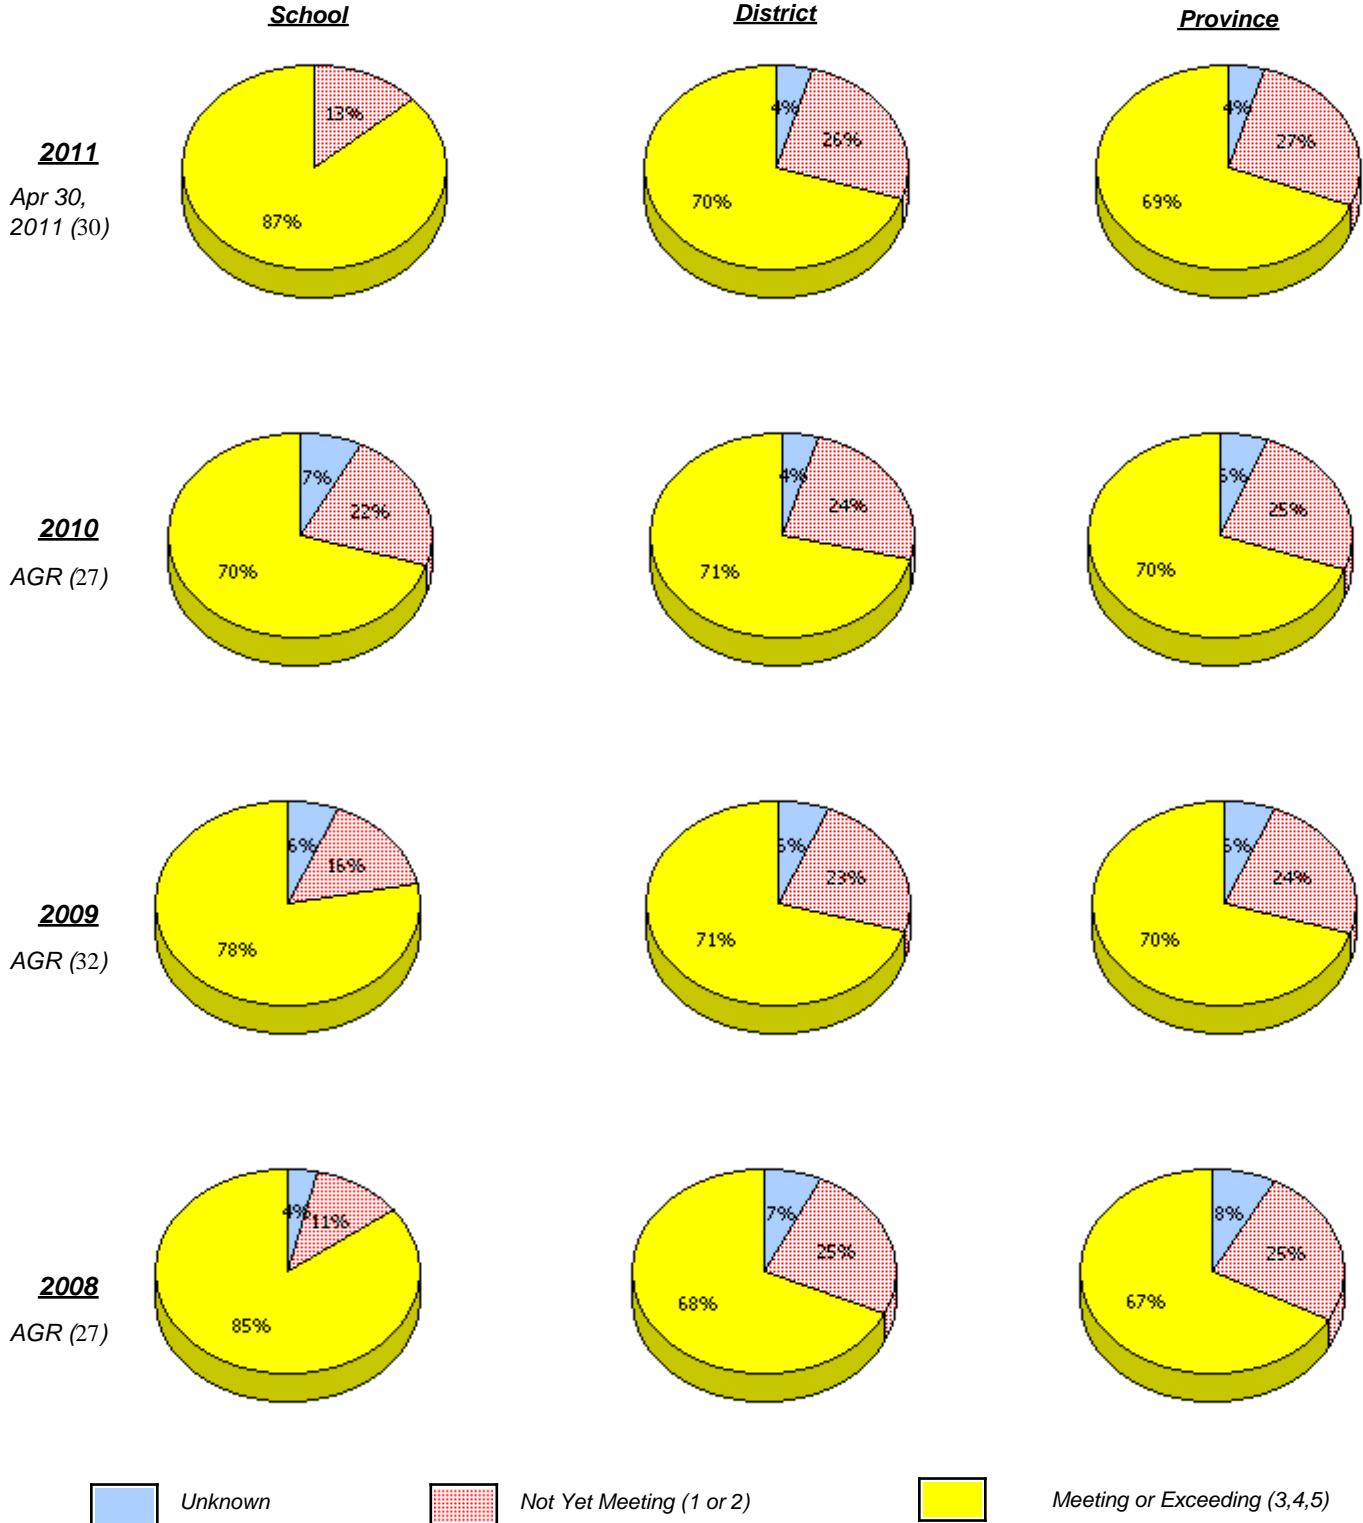 School District Province
13% 4% 26% 4% 27%
2011
Apr 30,
2011 (30)
87% 70% 69%
7% 22% 4% 24% 5% 25%
2010
AGR (27)
70% 71% 70%
6% 16% 5% 23% 5% 24%
2009
AGR (32)
78% 71% 70%
4% 11% 7% 25% 8% 25%
2008
AGR (27)
85% 68% 67%
Unknown Not Yet Meeting (1 or 2) Meeting or Exceeding (3,4,5)